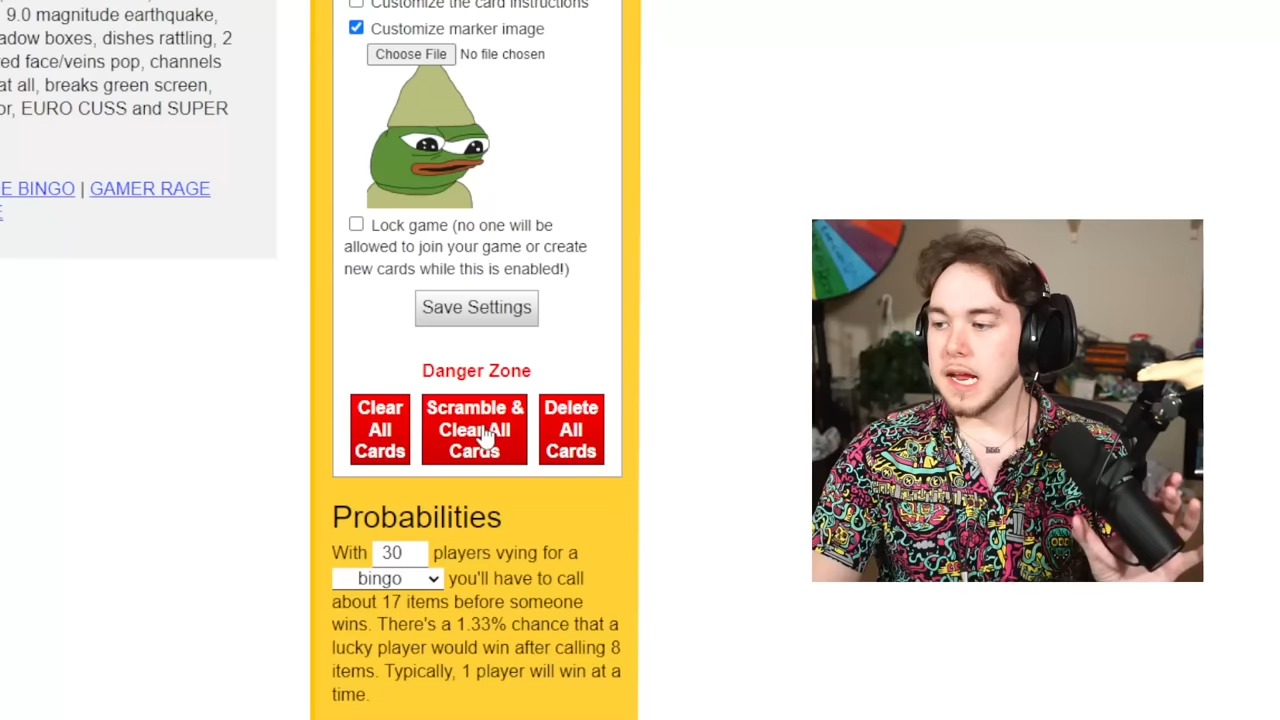 9.0 magnitude earthquake,
dishes rattling, 2
face/veins pop, channels
at all, breaks green screen,
EURO CUSS and SUPER
BINGO | GAMER RAGE
Customize the card instructions
Customize marker image
Choose File No file chosen
Lock game (no one will be
allowed to join your game or create
new cards while this is enabled!)
Save Settings
Danger Zone
Clear
All
Cards
Scramble &
Clear All
Cards
Delete
All
Cards
Probabilities
With 30 players vying for a
bingo you'll have to call
about 17 items before someone
wins. There's a 1.33% chance that a
lucky player would win after calling 8
items. Typically, 1 player will win at a
time.